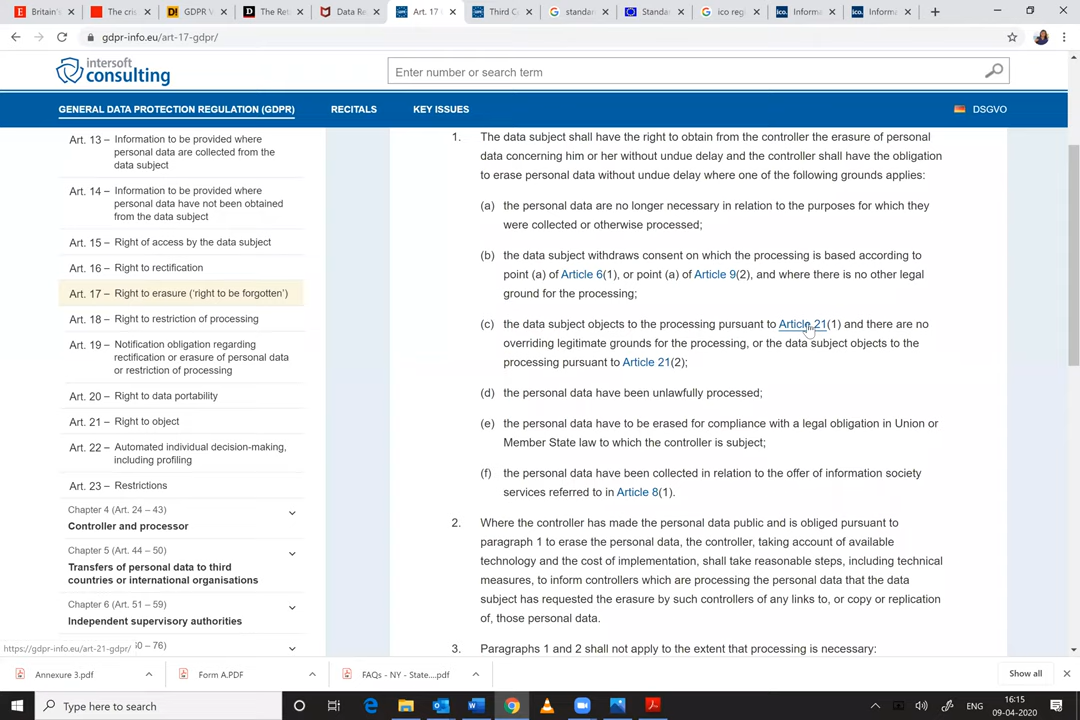 Britain's
The cris
GDPR V
The Ret
Data Re
Art. 17
Third C
standar
Standar
ico reg
Informa
Informa
gdpr-info.eu/art-17-gdpr/
intersoft
consulting
Enter number or search term
GENERAL DATA PROTECTION REGULATION (GDPR)
RECITALS
KEY ISSUES
DSGVO
Art. 13 – Information to be provided where
personal data are collected from the
data subject
Art. 14 – Information to be provided where
personal data have not been obtained
from the data subject
Art. 15 – Right of access by the data subject
Art. 16 – Right to rectification
Art. 17 – Right to erasure (‘right to be forgotten’)
Art. 18 – Right to restriction of processing
Art. 19 – Notification obligation regarding
rectification or erasure of personal data
or restriction of processing
Art. 20 – Right to data portability
Art. 21 – Right to object
Art. 22 – Automated individual decision-making,
including profiling
Art. 23 – Restrictions
Chapter 4 (Art. 24 – 43)
Controller and processor
Chapter 5 (Art. 44 – 50)
Transfers of personal data to third
countries or international organisations
Chapter 6 (Art. 51 – 59)
Independent supervisory authorities
https://gdpr-info.eu/art-21-gdpr/
0 – 76)
1. The data subject shall have the right to obtain from the controller the erasure of personal
data concerning him or her without undue delay and the controller shall have the obligation
to erase personal data without undue delay where one of the following grounds applies:
(a) the personal data are no longer necessary in relation to the purposes for which they
were collected or otherwise processed;
(b) the data subject withdraws consent on which the processing is based according to
point (a) of Article 6(1), or point (a) of Article 9(2), and where there is no other legal
ground for the processing;
(c) the data subject objects to the processing pursuant to Article 21(1) and there are no
overriding legitimate grounds for the processing, or the data subject objects to the
processing pursuant to Article 21(2);
(d) the personal data have been unlawfully processed;
(e) the personal data have to be erased for compliance with a legal obligation in Union or
Member State law to which the controller is subject;
(f) the personal data have been collected in relation to the offer of information society
services referred to in Article 8(1).
2. Where the controller has made the personal data public and is obliged pursuant to
paragraph 1 to erase the personal data, the controller, taking account of available
technology and the cost of implementation, shall take reasonable steps, including technical
measures, to inform controllers which are processing the personal data that the data
subject has requested the erasure by such controllers of any links to, or copy or replication
of, those personal data.
3. Paragraphs 1 and 2 shall not apply to the extent that processing is necessary:
Annexure 3.pdf
Form A.PDF
FAQs - NY - State....pdf
Show all
Type here to search
ENG
16:15
09-04-2020